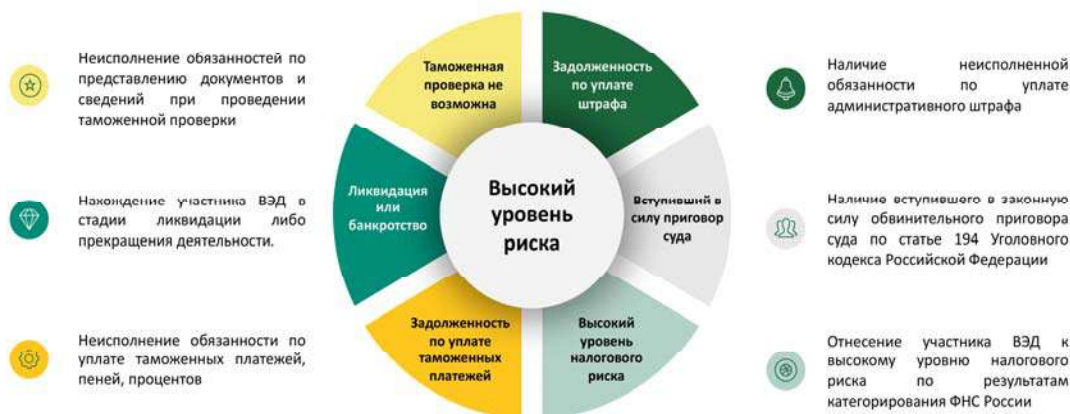 Неисполнение обязанностей по
представлению документов и
сведений при проведении
таможенной проверки
Нахождение участника ВЭД в
стадии ликвидации либо
прекращения деятельности.
Неисполнение обязанности по
уплате таможенных платежей,
пеней, процентов
Таможенная
проверка не
возможна
Задолженность
по уплате
штрафа
Ликвидация
или
банкротство
Высокий
уровень
риска
Вступивший в
силу приговор
суда
Задолженность
по уплате
таможенных
платежей
Высокий
уровень
налогового
риска
Наличие неисполненной
обязанности по уплате
административного штрафа
Наличие вступившего в законную
силу обвинительного приговора
суда по статье 194 Уголовного
кодекса Российской Федерации
Отнесение участника ВЭД к
высокому уровню налогового
риска по результатам
категорирования ФНС России